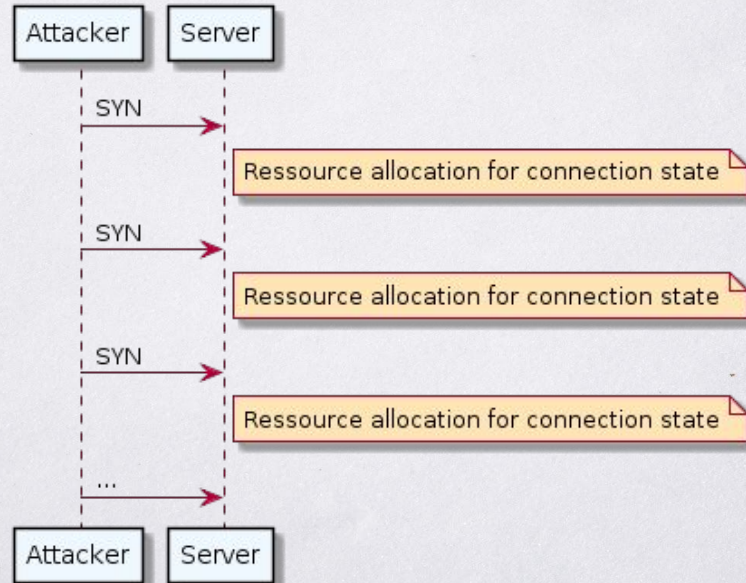 Attacker Server
SYN
Ressource allocation for connection state
SYN
Ressource allocation for connection state
SYN
Ressource allocation for connection state
...
Attacker Server